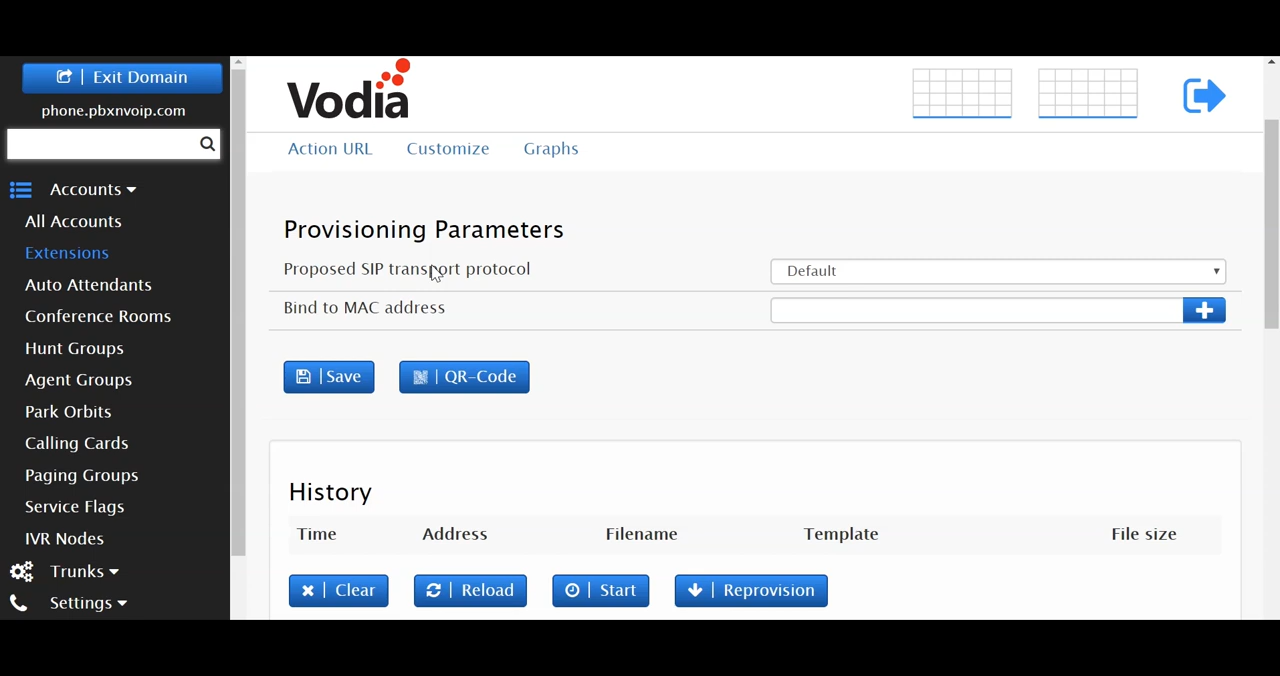 Exit Domain
phone.pbxnvoip.com
Accounts
All Accounts
Extensions
Auto Attendants
Conference Rooms
Hunt Groups
Agent Groups
Park Orbits
Calling Cards
Paging Groups
Service Flags
IVR Nodes
Trunks
Settings
Vodia
Action URL Customize Graphs
Provisioning Parameters
Proposed SIP transport protocol Default
Bind to MAC address
Save QR-Code
History
Time Address Filename Template File size
Clear Reload Start Reprovision